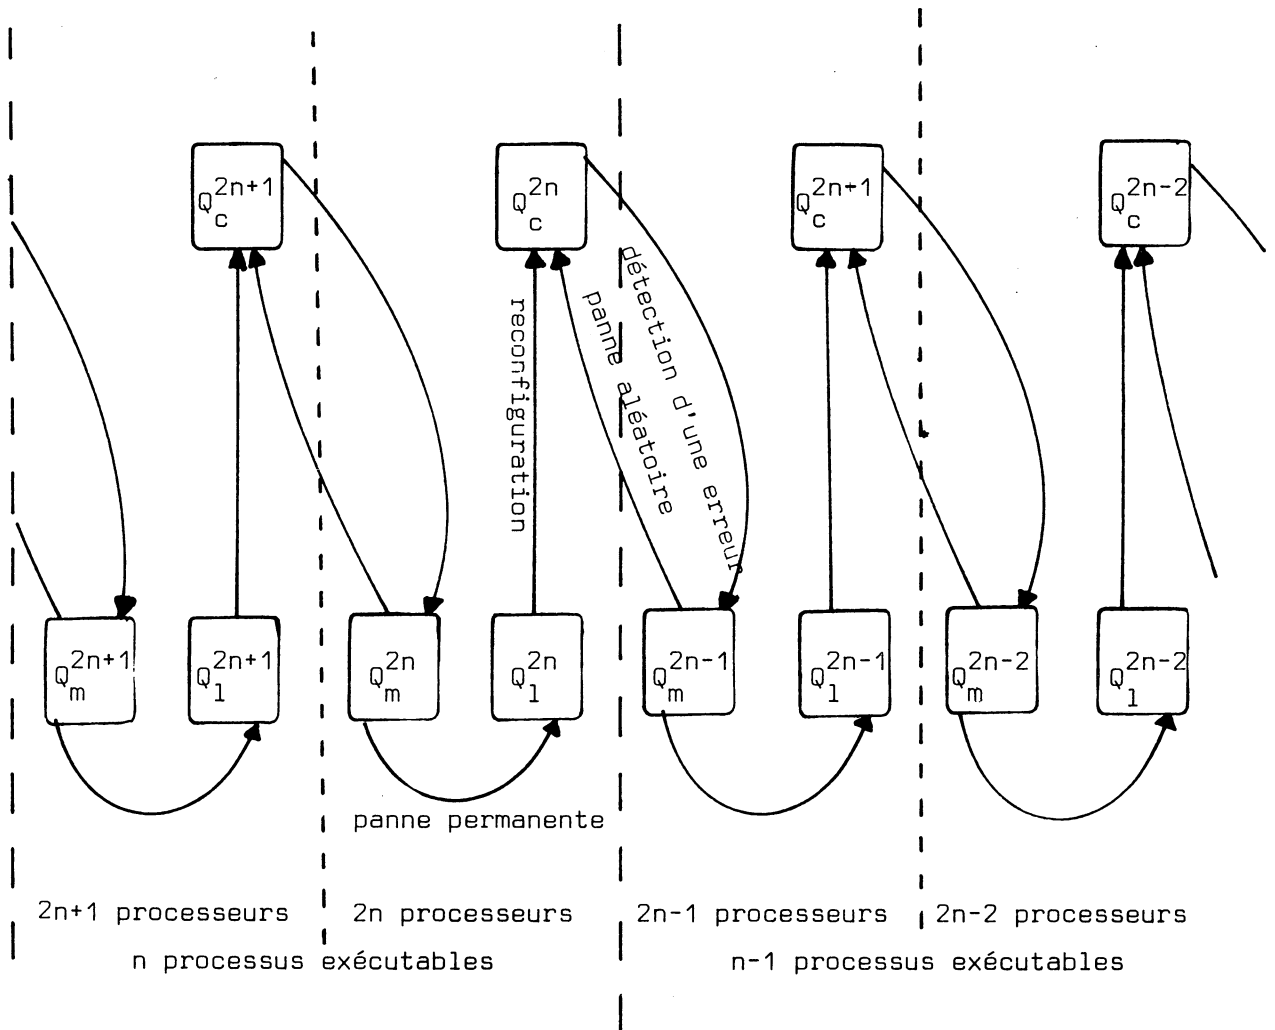 Q_c^{2n+1}
Q_c^{2n}
Q_c^{2n+1}
Q_c^{2n-2}
reconfiguration
panne aléatoire
détection d'une erreur
Q_m^{2n+1}
Q_l^{2n+1}
Q_m^{2n}
Q_l^{2n}
Q_m^{2n-1}
Q_l^{2n-1}
Q_m^{2n-2}
Q_l^{2n-2}
panne permanente
2n+1 processeurs
2n processeurs
2n-1 processeurs
2n-2 processeurs
n processus exécutables
n-1 processus exécutables